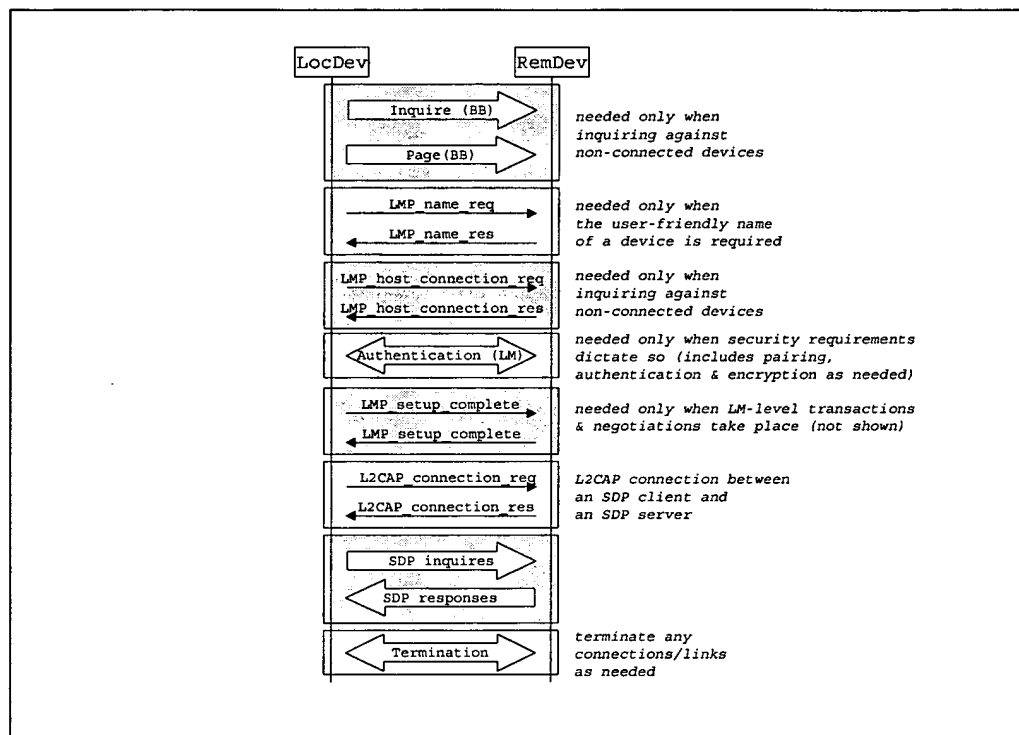 LocDev
RemDev
Inquire (BB)
Page(BB)
needed only when
inquiring against
non-connected devices
LMP_name_req
LMP_name_res
needed only when
the user-friendly name
of a device is required
LMP_host_connection_req
LMP_host_connection_res
needed only when
inquiring against
non-connected devices
Authentication (LM)
needed only when security requirements
dictate so (includes pairing,
authentication & encryption as needed)
LMP_setup_complete
LMP_setup_complete
needed only when LM-level transactions
& negotiations take place (not shown)
L2CAP_connection_req
L2CAP_connection_res
L2CAP connection between
an SDP client and
an SDP server
SDP inquires
SDP responses
Termination
terminate any
connections/links
as needed